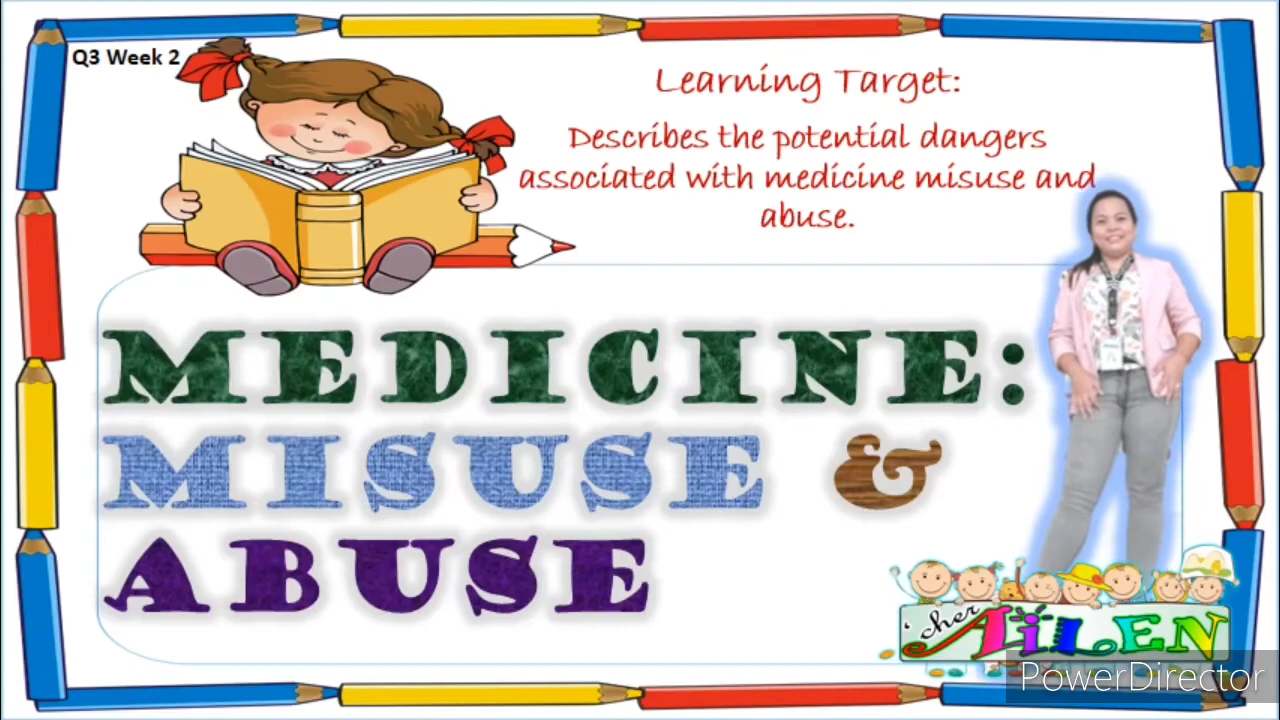 Q3 Week 2
Learning Target:
Describes the potential dangers
associated with medicine misuse and
abuse.
MEDICINE:
MISUSE &
ABUSE
'cher AiLEN
PowerDirector